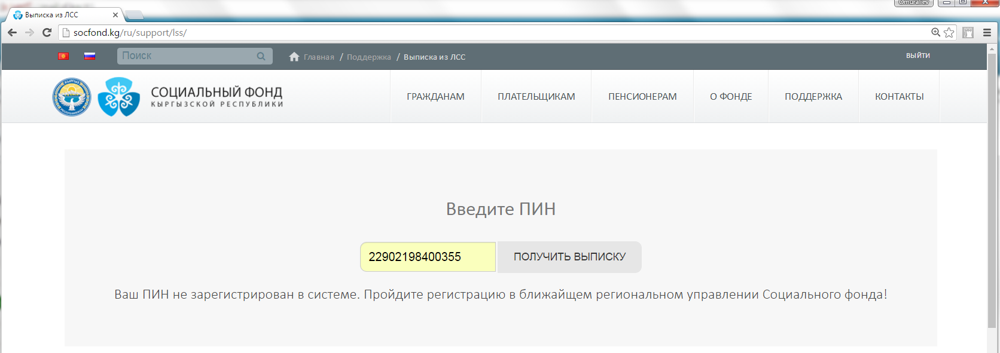 Omuraliev
Выписка из ЛСС
socfond.kg/ru/support/lss/
Поиск
Главная / Поддержка / Выписка из ЛСС
ВЫЙТИ
СОЦИАЛЬНЫЙ ФОНД
КЫРГЫЗСКОЙ РЕСПУБЛИКИ
ГРАЖДАНАМ
ПЛАТЕЛЬЩИКАМ
ПЕНСИОНЕРАМ
О ФОНДЕ
ПОДДЕРЖКА
КОНТАКТЫ
Введите ПИН
22902198400355
ПОЛУЧИТЬ ВЫПИСКУ
Ваш ПИН не зарегистрирован в системе. Пройдите регистрацию в ближайщем региональном управлении Социального фонда!